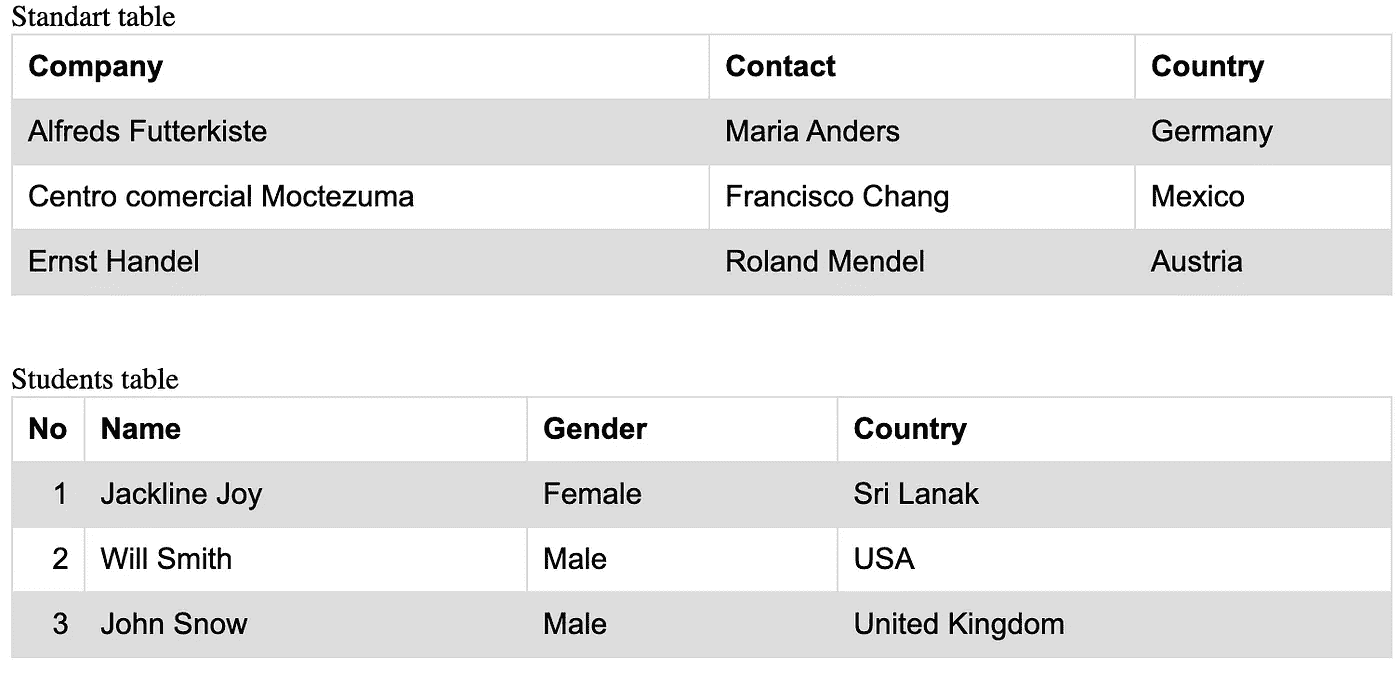 Standart table
Company Contact Country
Alfreds Futterkiste Maria Anders Germany
Centro comercial Moctezuma Francisco Chang Mexico
Ernst Handel Roland Mendel Austria
Students table
No Name Gender Country
1 Jackline Joy Female Sri Lanak
2 Will Smith Male USA
3 John Snow Male United Kingdom